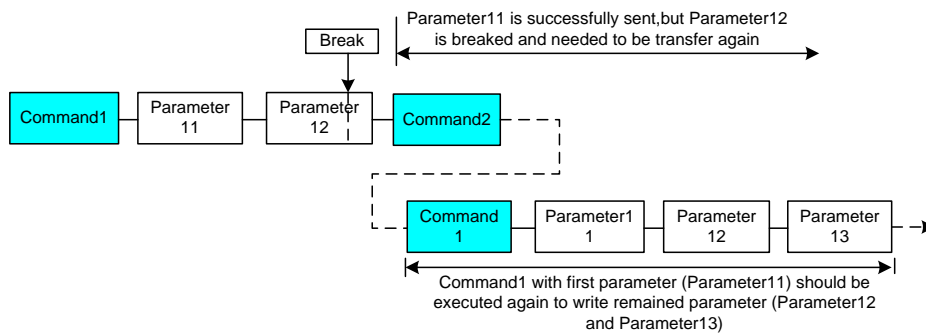 Parameter11 is successfully sent,but Parameter12
is breaked and needed to be transfer again
Break
Command1
Parameter
11
Parameter
12
Command2
Command
1
Parameter1
1
Parameter
12
Parameter
13
Command1 with first parameter (Parameter11) should be
executed again to write remained parameter (Parameter12
and Parameter13)